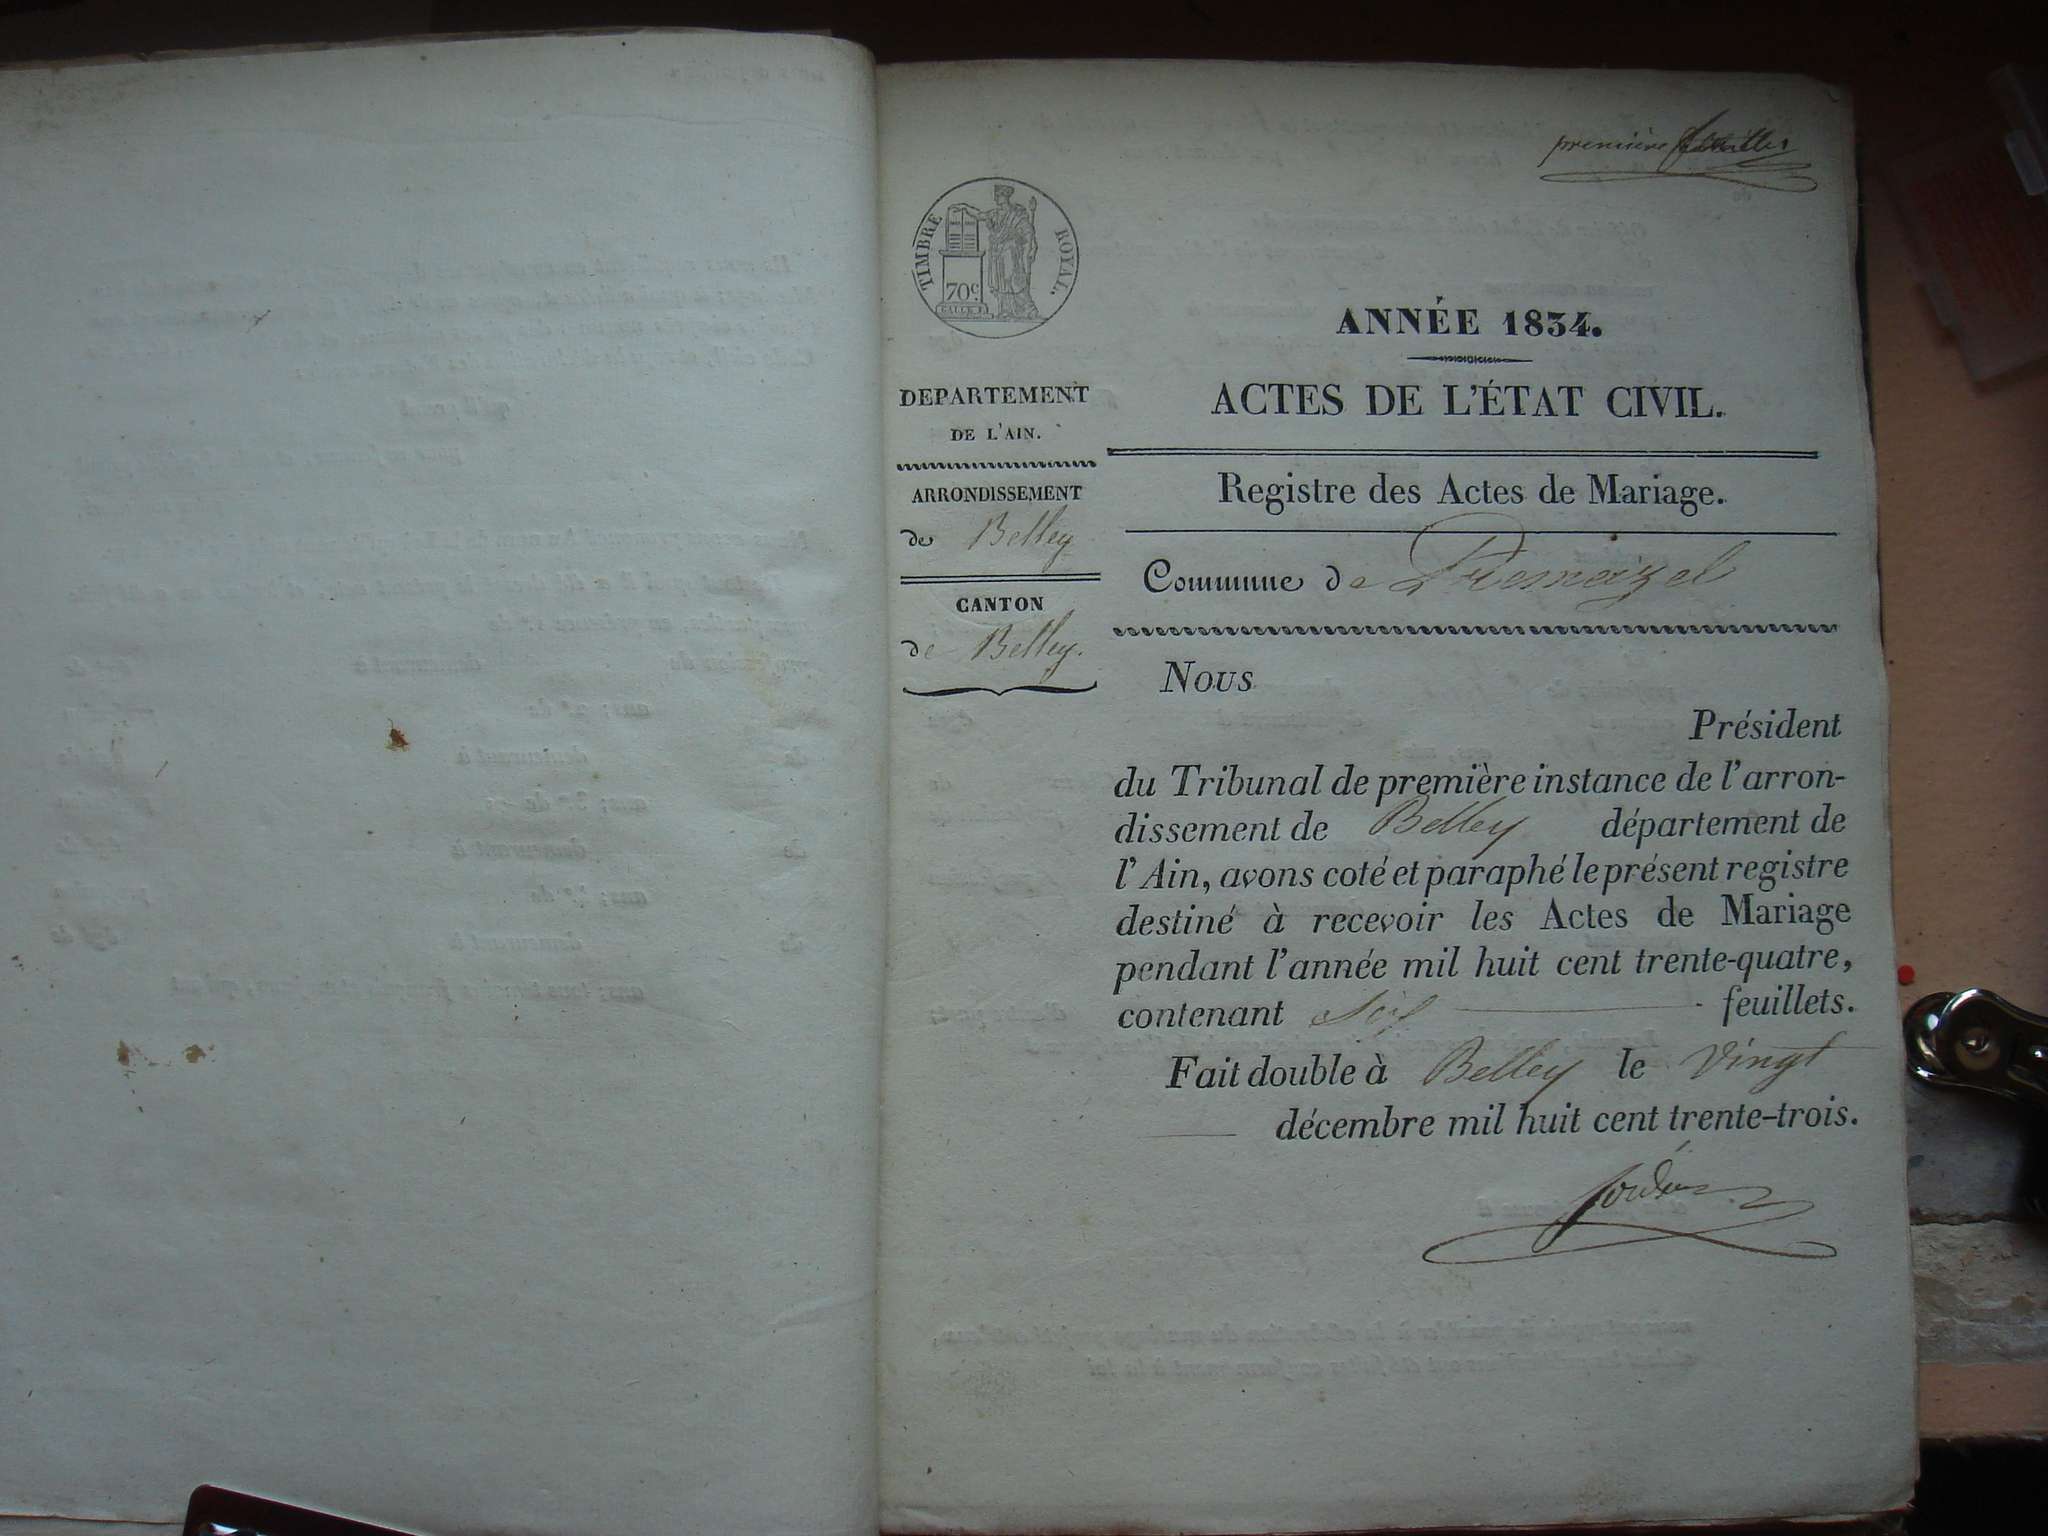 première feuille
TIMBRE ROYAL.
70c
ANNÉE 1834.
ACTES DE L'ÉTAT CIVIL.
DEPARTEMENT
DE L'AIN.
ARRONDISSEMENT
de Belley
CANTON
de Belley.
Registre des Actes de Mariage.
Commune de Premeyzel
Nous
Président
du Tribunal de première instance de l'arron-
dissement de Belley département de
l'Ain, avons coté et paraphé le présent registre
destiné à recevoir les Actes de Mariage
pendant l'année mil huit cent trente-quatre,
contenant six feuillets.
Fait double à Belley le vingt
décembre mil huit cent trente-trois.